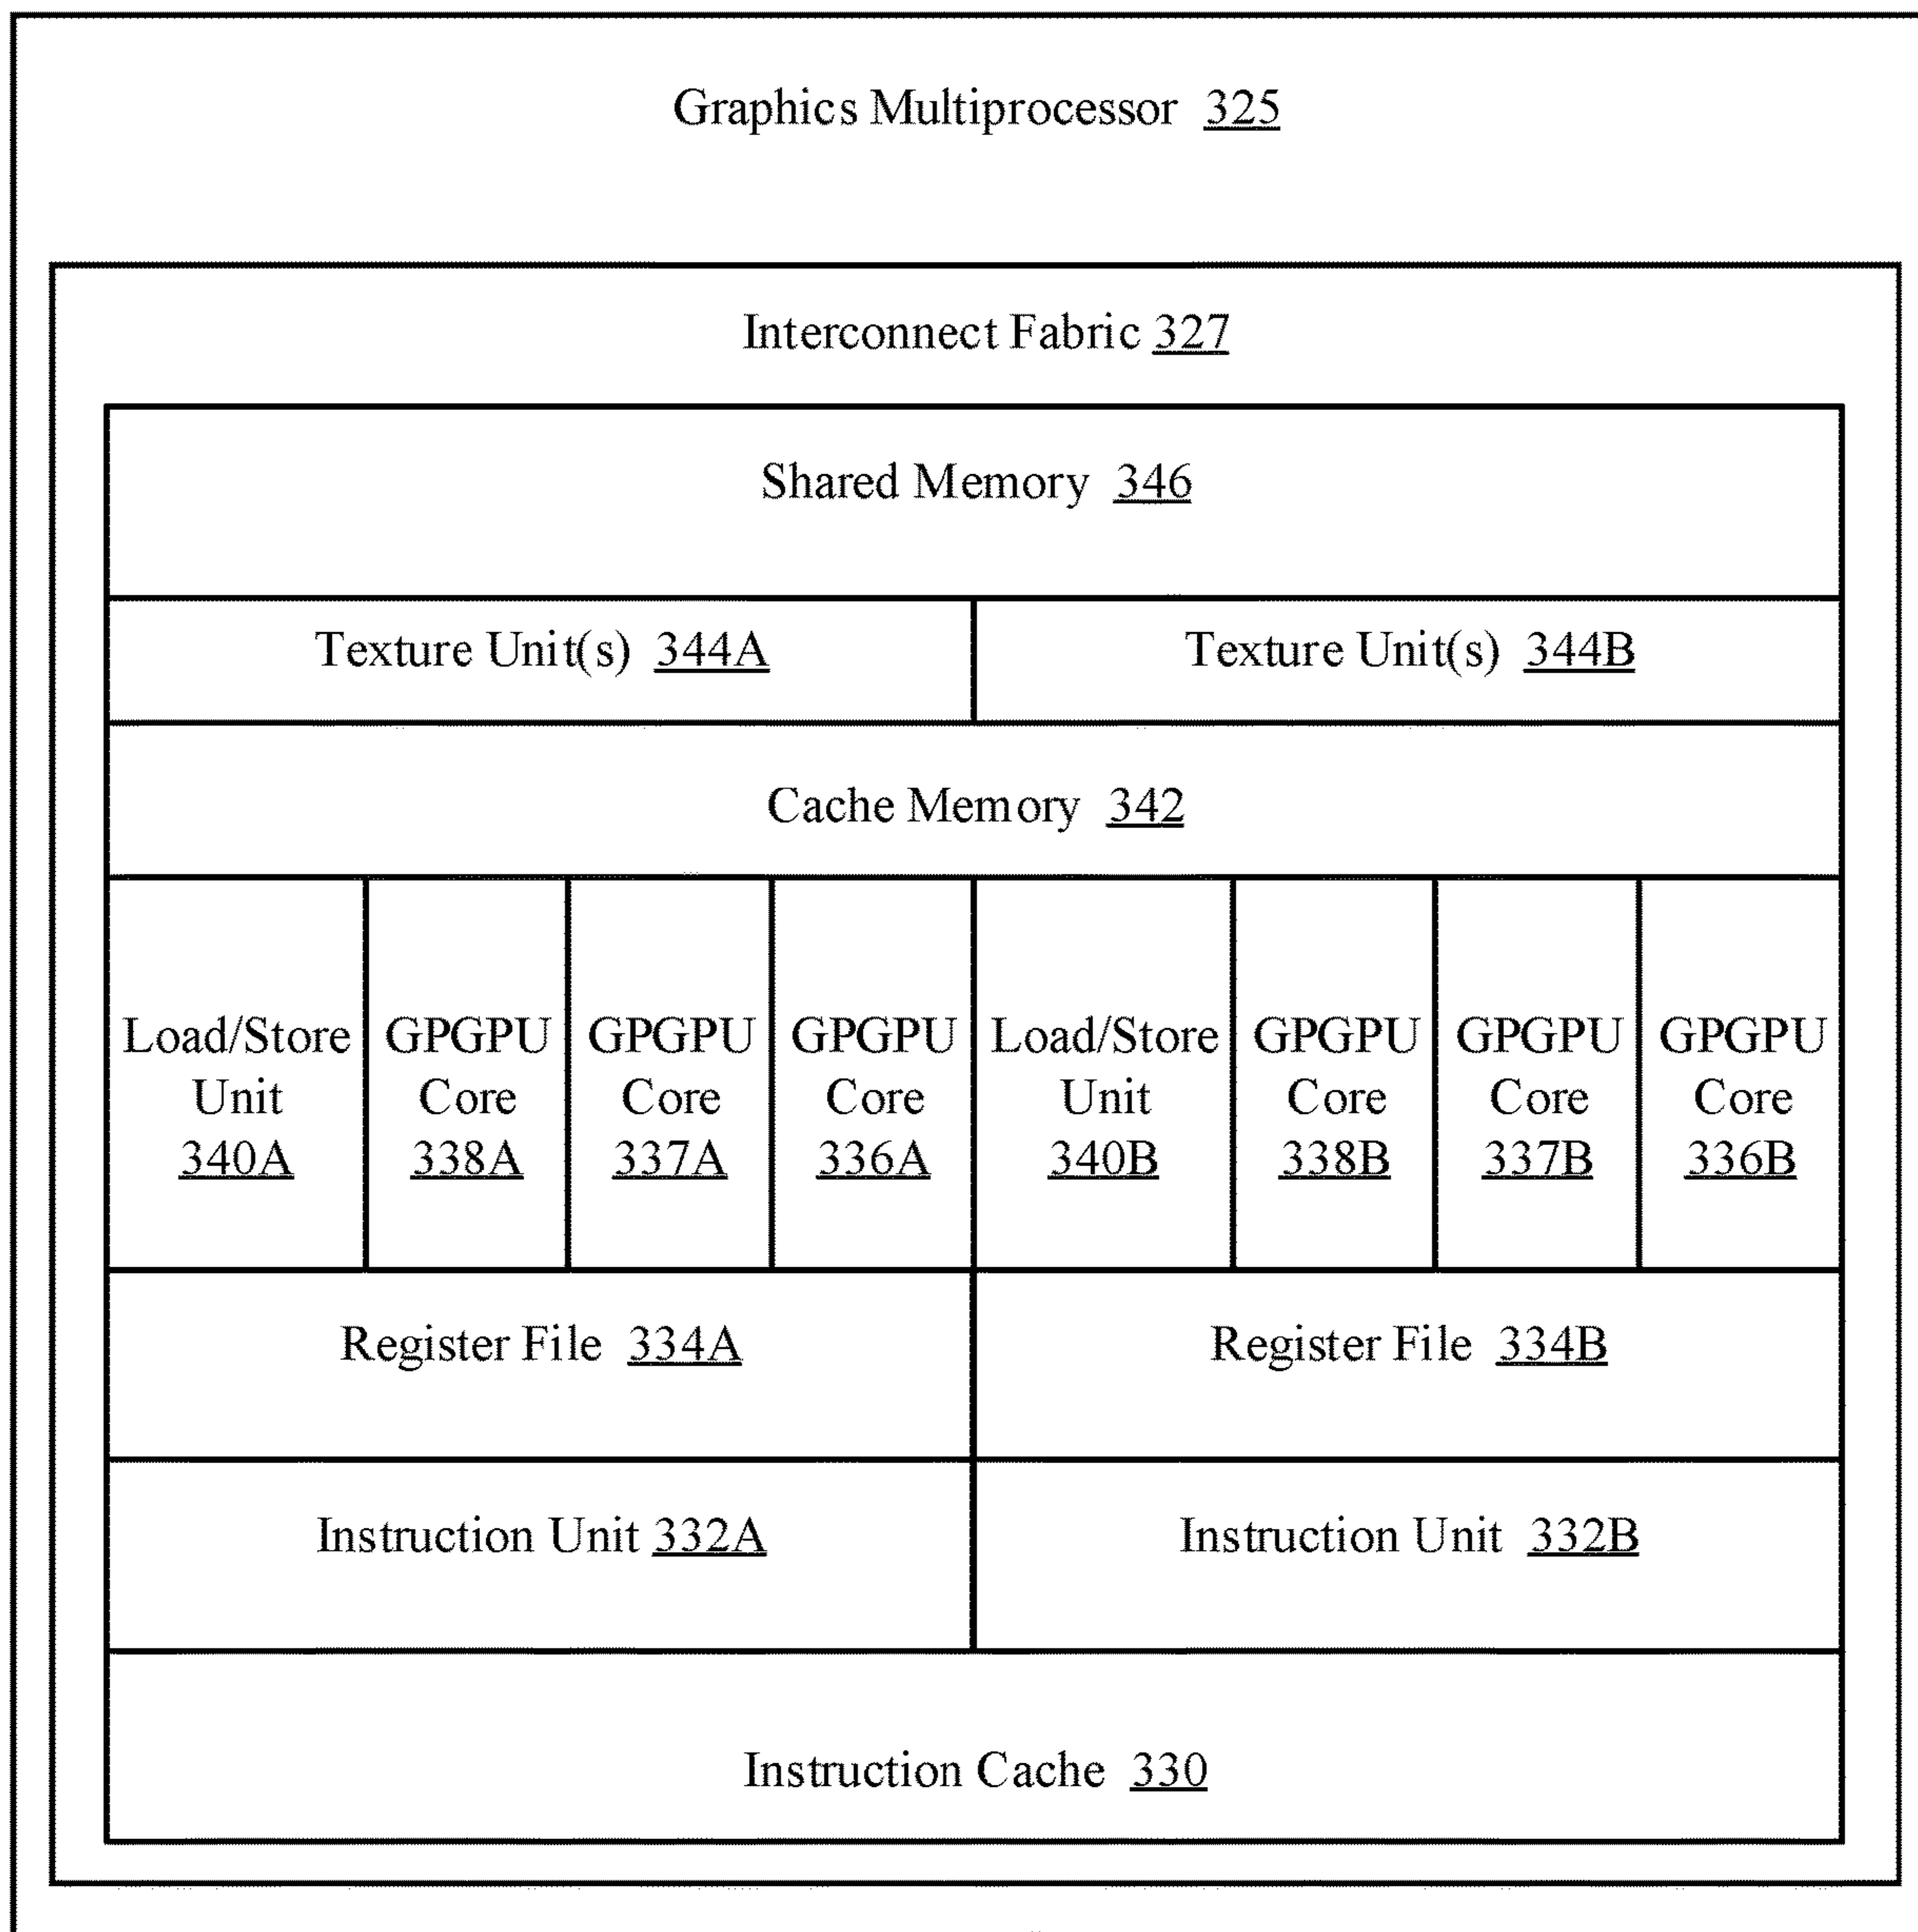 Graphics Multiprocessor 325
Interconnect Fabric 327
Shared Memory 346
Texture Unit(s) 344A
Texture Unit(s) 344B
Cache Memory 342
Load/Store
Unit
340A
GPGPU
Core
338A
GPGPU
Core
337A
GPGPU
Core
336A
Load/Store
Unit
340B
GPGPU
Core
338B
GPGPU
Core
337B
GPGPU
Core
336B
Register File 334A
Register File 334B
Instruction Unit 332A
Instruction Unit 332B
Instruction Cache 330